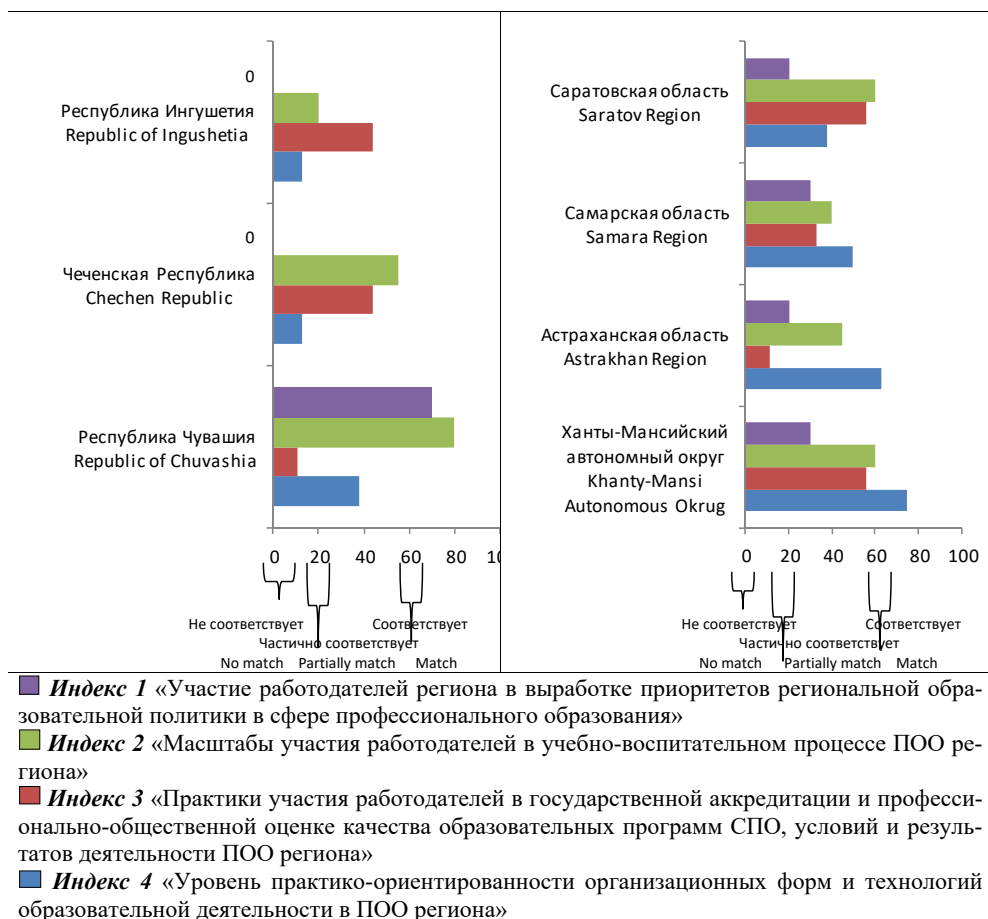 0
Республика Ингушетия
Republic of Ingushetia
0
Чеченская Республика
Chechen Republic
Республика Чувашия
Republic of Chuvashia
0 20 40 60 80
Не соответствует Соответствует
Частично соответствует
No match Partially match Match
Саратовская область
Saratov Region
Самарская область
Samara Region
Астраханская область
Astrakhan Region
Ханты-Мансийский
автономный округ
Khanty-Mansi
Autonomous Okrug
0 20 40 60 80 100
Не соответствует Соответствует
Частично соответствует
No match Partially match Match
Индекс 1 «Участие работодателей региона в выработке приоритетов региональной обра-
зовательной политики в сфере профессионального образования»
Индекс 2 «Масштабы участия работодателей в учебно-воспитательном процессе ПОО ре-
гиона»
Индекс 3 «Практики участия работодателей в государственной аккредитации и професси-
онально-общественной оценке качества образовательных программ СПО, условий и резуль-
татов деятельности ПОО региона»
Индекс 4 «Уровень практико-ориентированности организационных форм и технологий
образовательной деятельности в ПОО региона»